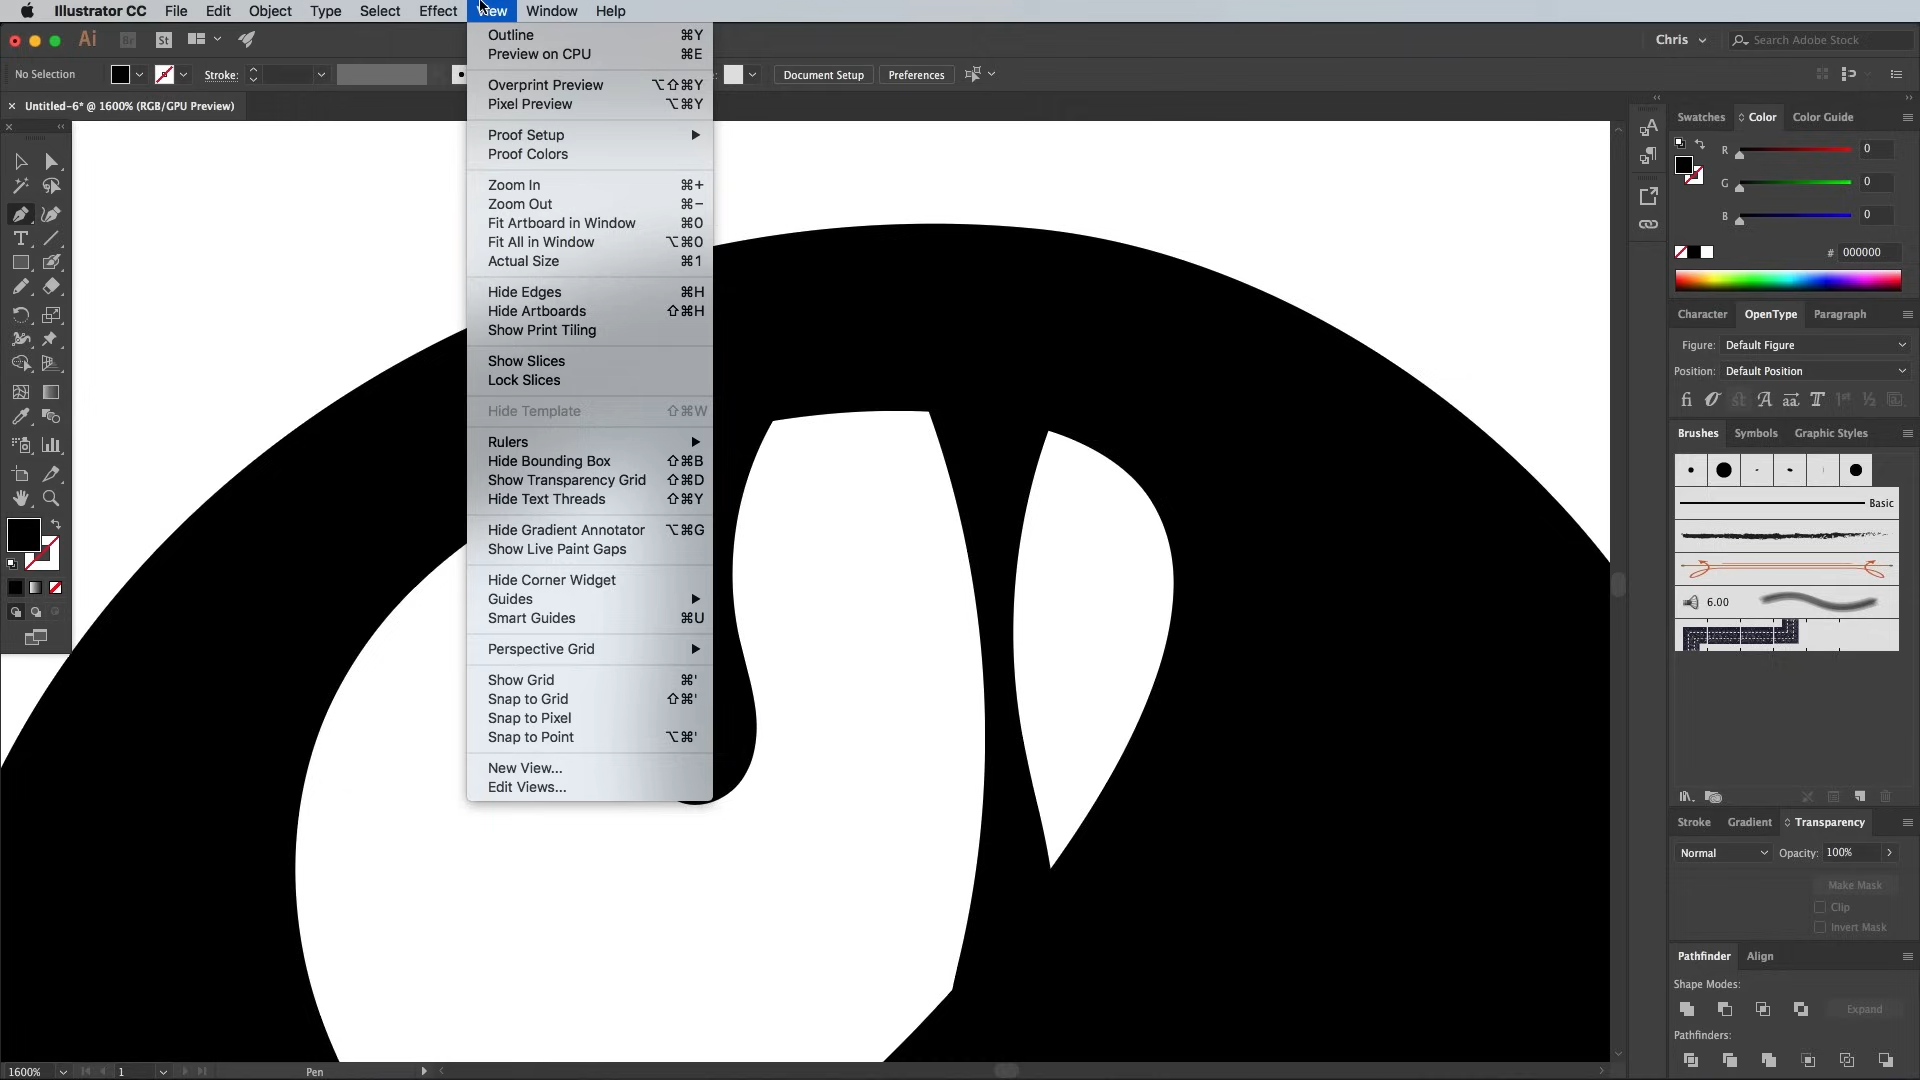 Illustrator CC File Edit Object Type Select Effect View Window Help
Ai Br St Chris Search Adobe Stock
No Selection Stroke: Document Setup Preferences
× Untitled-6* @ 1600% (RGB/GPU Preview)
Outline ⌘Y
Preview on CPU ⌘E
Overprint Preview ⌥⇧⌘Y
Pixel Preview ⌥⌘Y
Proof Setup
Proof Colors
Zoom In ⌘+
Zoom Out ⌘−
Fit Artboard in Window ⌘0
Fit All in Window ⌥⌘0
Actual Size ⌘1
Hide Edges ⌘H
Hide Artboards ⇧⌘H
Show Print Tiling
Show Slices
Lock Slices
Hide Template ⇧⌘W
Rulers
Hide Bounding Box ⇧⌘B
Show Transparency Grid ⇧⌘D
Hide Text Threads ⇧⌘Y
Hide Gradient Annotator ⌥⌘G
Show Live Paint Gaps
Hide Corner Widget
Guides
Smart Guides ⌘U
Perspective Grid
Show Grid ⌘'
Snap to Grid ⇧⌘'
Snap to Pixel
Snap to Point ⌥⌘'
New View...
Edit Views...
Swatches Color Color Guide
R 0
G 0
B 0
# 000000
Character OpenType Paragraph
Figure: Default Figure
Position: Default Position
Brushes Symbols Graphic Styles
Basic
6.00
Stroke Gradient Transparency
Normal Opacity: 100%
Make Mask
Clip
Invert Mask
Pathfinder Align
Shape Modes:
Expand
Pathfinders:
1600% 1 Pen